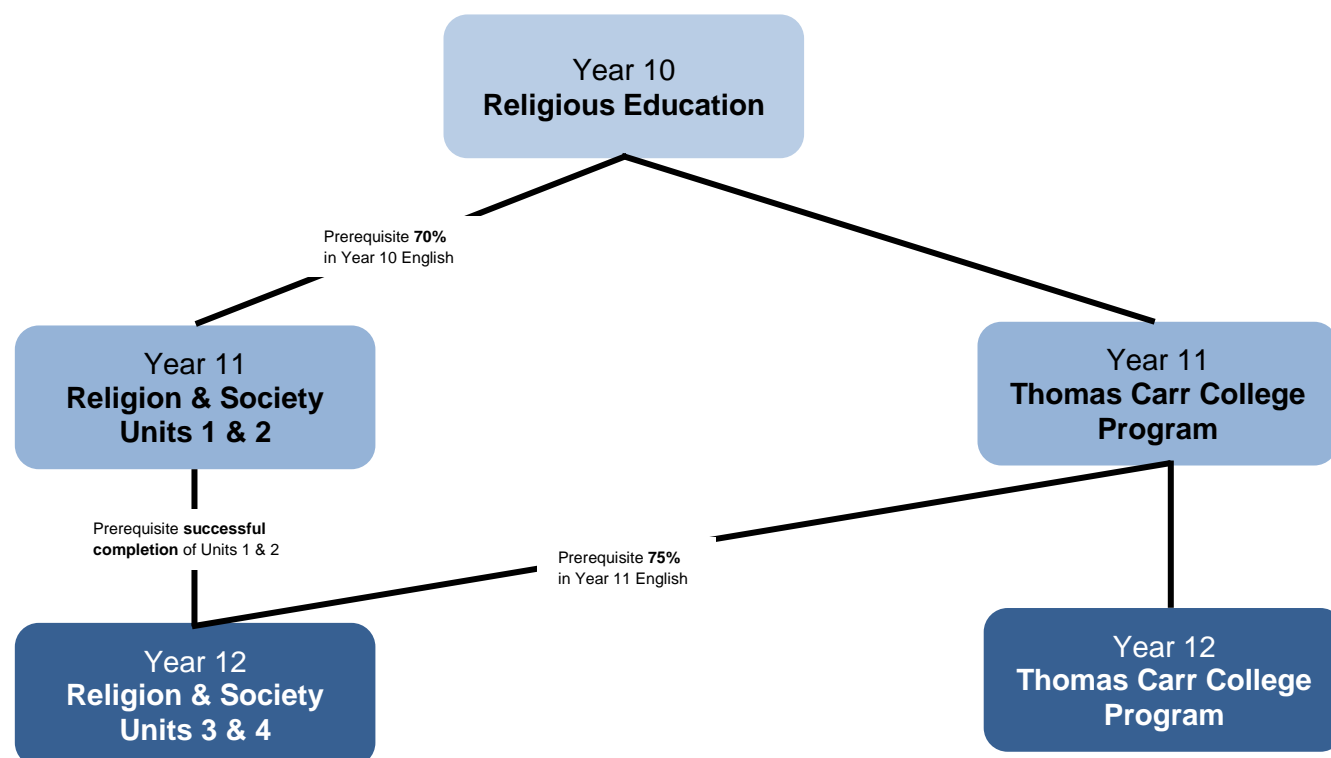 Year 10
Religious Education
Prerequisite 70%
in Year 10 English
Year 11
Religion & Society
Units 1 & 2
Year 11
Thomas Carr College
Program
Prerequisite successful
completion of Units 1 & 2
Prerequisite 75%
in Year 11 English
Year 12
Religion & Society
Units 3 & 4
Year 12
Thomas Carr College
Program